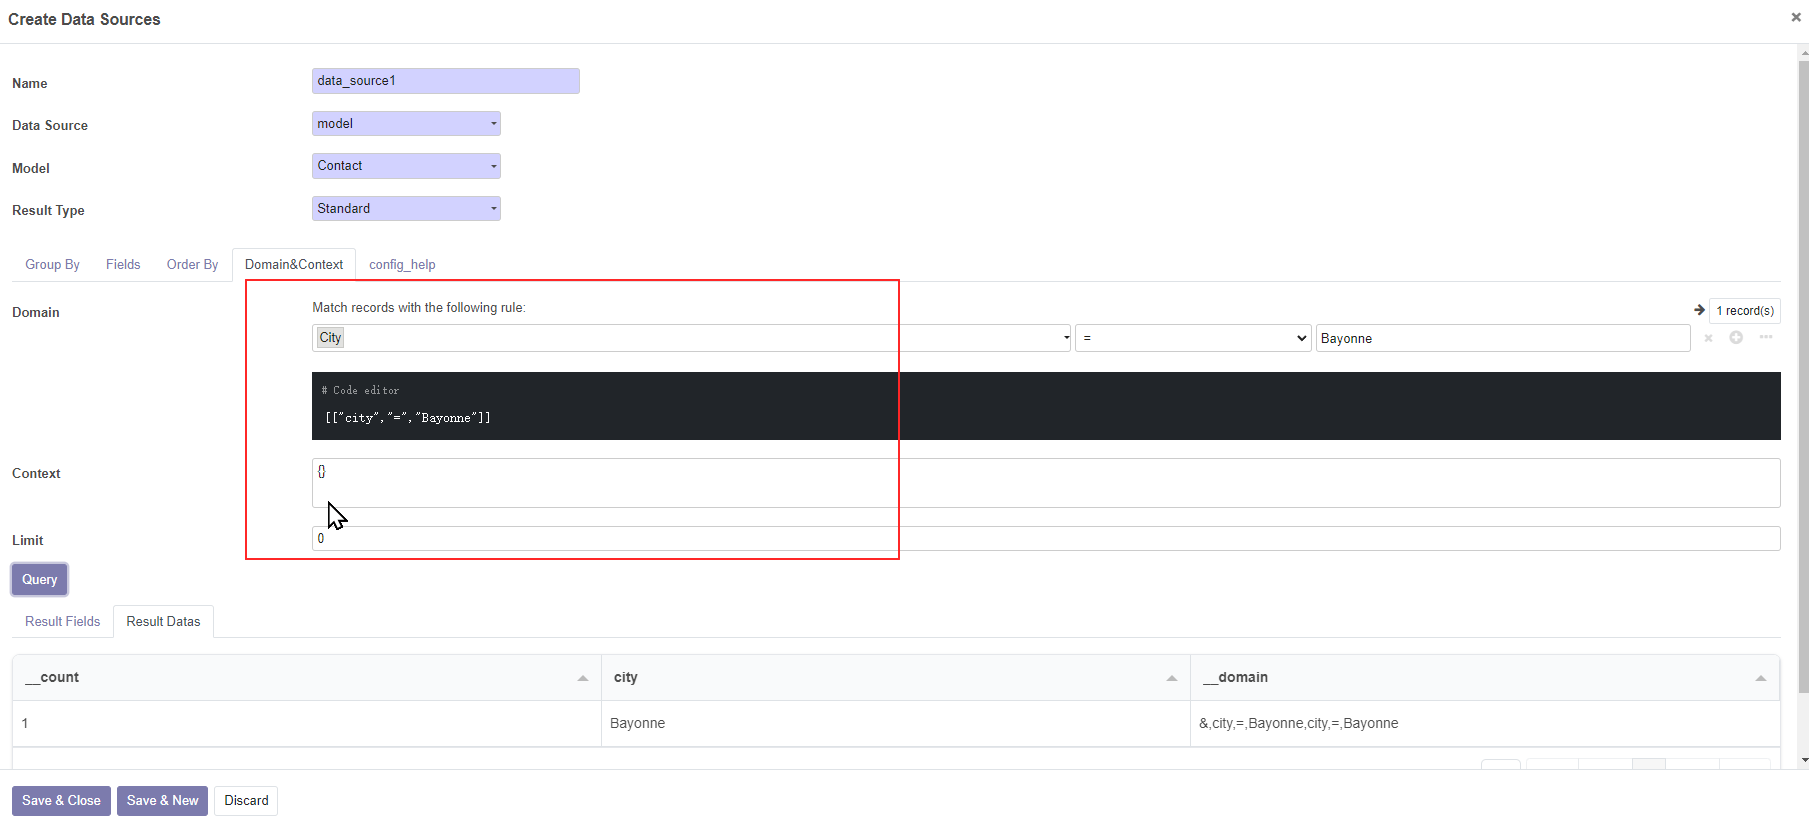 Create Data Sources
Name
data_source1
Data Source
model
Model
Contact
Result Type
Standard
Group By
Fields
Order By
Domain&Context
config_help
Domain
Match records with the following rule:
1 record(s)
City
=
Bayonne
# Code editor
[["city","=","Bayonne"]]
Context
{}
Limit
0
Query
Result Fields
Result Datas
__count
city
__domain
1
Bayonne
&,city,=,Bayonne,city,=,Bayonne
Save & Close
Save & New
Discard